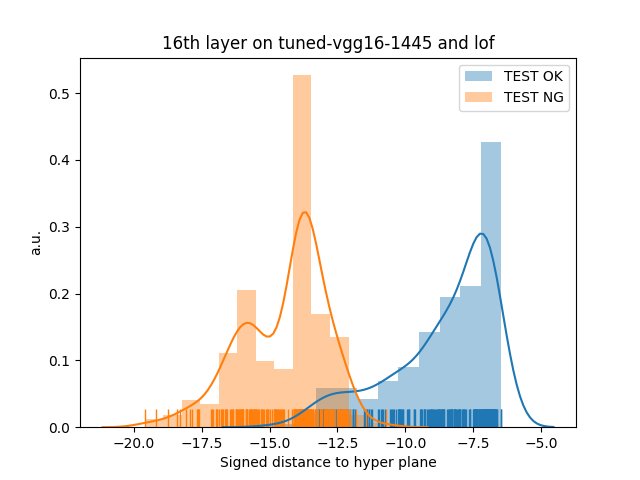 16th layer on tuned-vgg16-1445 and lof
TEST OK
TEST NG
a.u.
0.5
0.4
0.3
0.2
0.1
0.0
−20.0 −17.5 −15.0 −12.5 −10.0 −7.5 −5.0
Signed distance to hyper plane